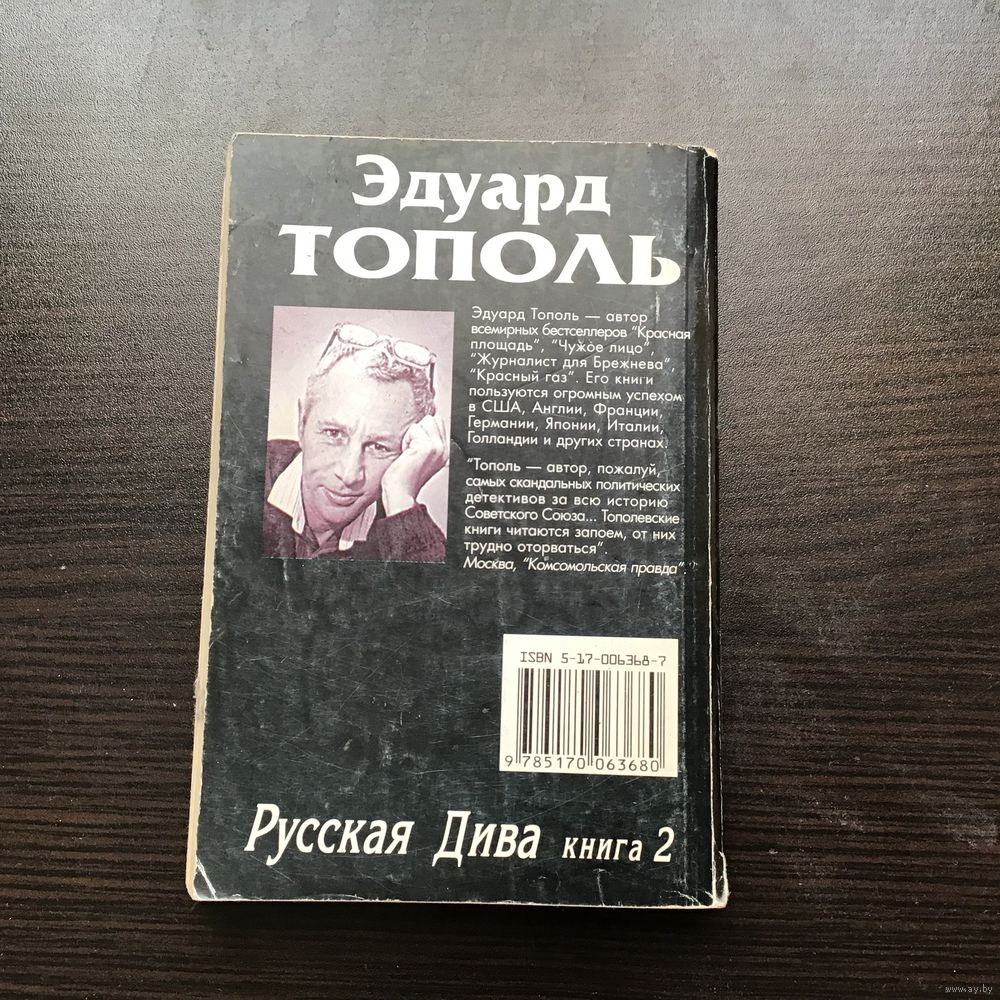 Эдуард
ТОПОЛЬ
Эдуард Тополь — автор
всемирных бестселлеров "Красная
площадь", "Чужое лицо",
"Журналист для Брежнева",
"Красный газ". Его книги
пользуются огромным успехом
в США, Англии, Франции,
Германии, Японии, Италии,
Голландии и других странах.
"Тополь — автор, пожалуй,
самых скандальных политических
детективов за всю историю
Советского Союза... Тополевские
книги читаются запоем, от них
трудно оторваться".
Москва, "Комсомольская правда"
ISBN 5-17-006368-7
9 785170 063680
Русская Дива книга 2
www.ay.by